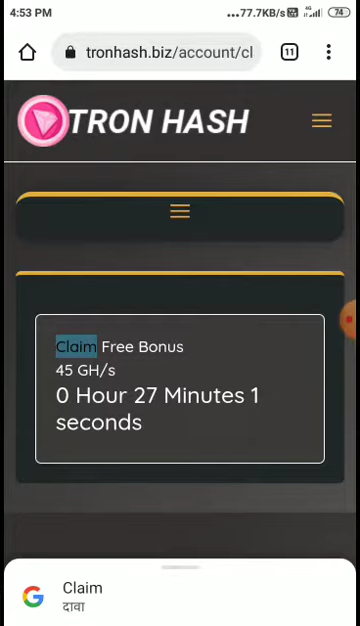 4:53 PM
...77.7KB/s
4G
74
tronhash.biz/account/cl
11
TRON HASH
Claim Free Bonus
45 GH/s
0 Hour 27 Minutes 1
seconds
Claim
दावा